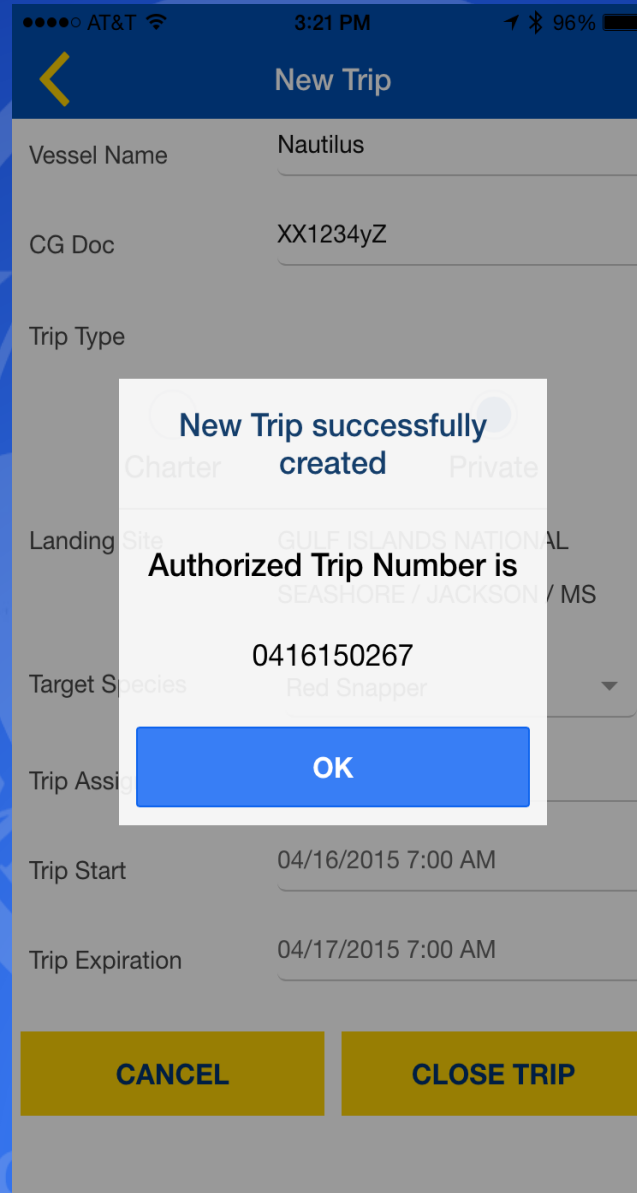 AT&T 3:21 PM 96%
New Trip
Vessel Name Nautilus
CG Doc XX1234yZ
Trip Type
New Trip successfully
created
Charter Private
Landing Site GULF ISLANDS NATIONAL
Authorized Trip Number is
SEASHORE / JACKSON / MS
0416150267
Target Species Red Snapper
OK
Trip Assig
Trip Start 04/16/2015 7:00 AM
Trip Expiration 04/17/2015 7:00 AM
CANCEL CLOSE TRIP